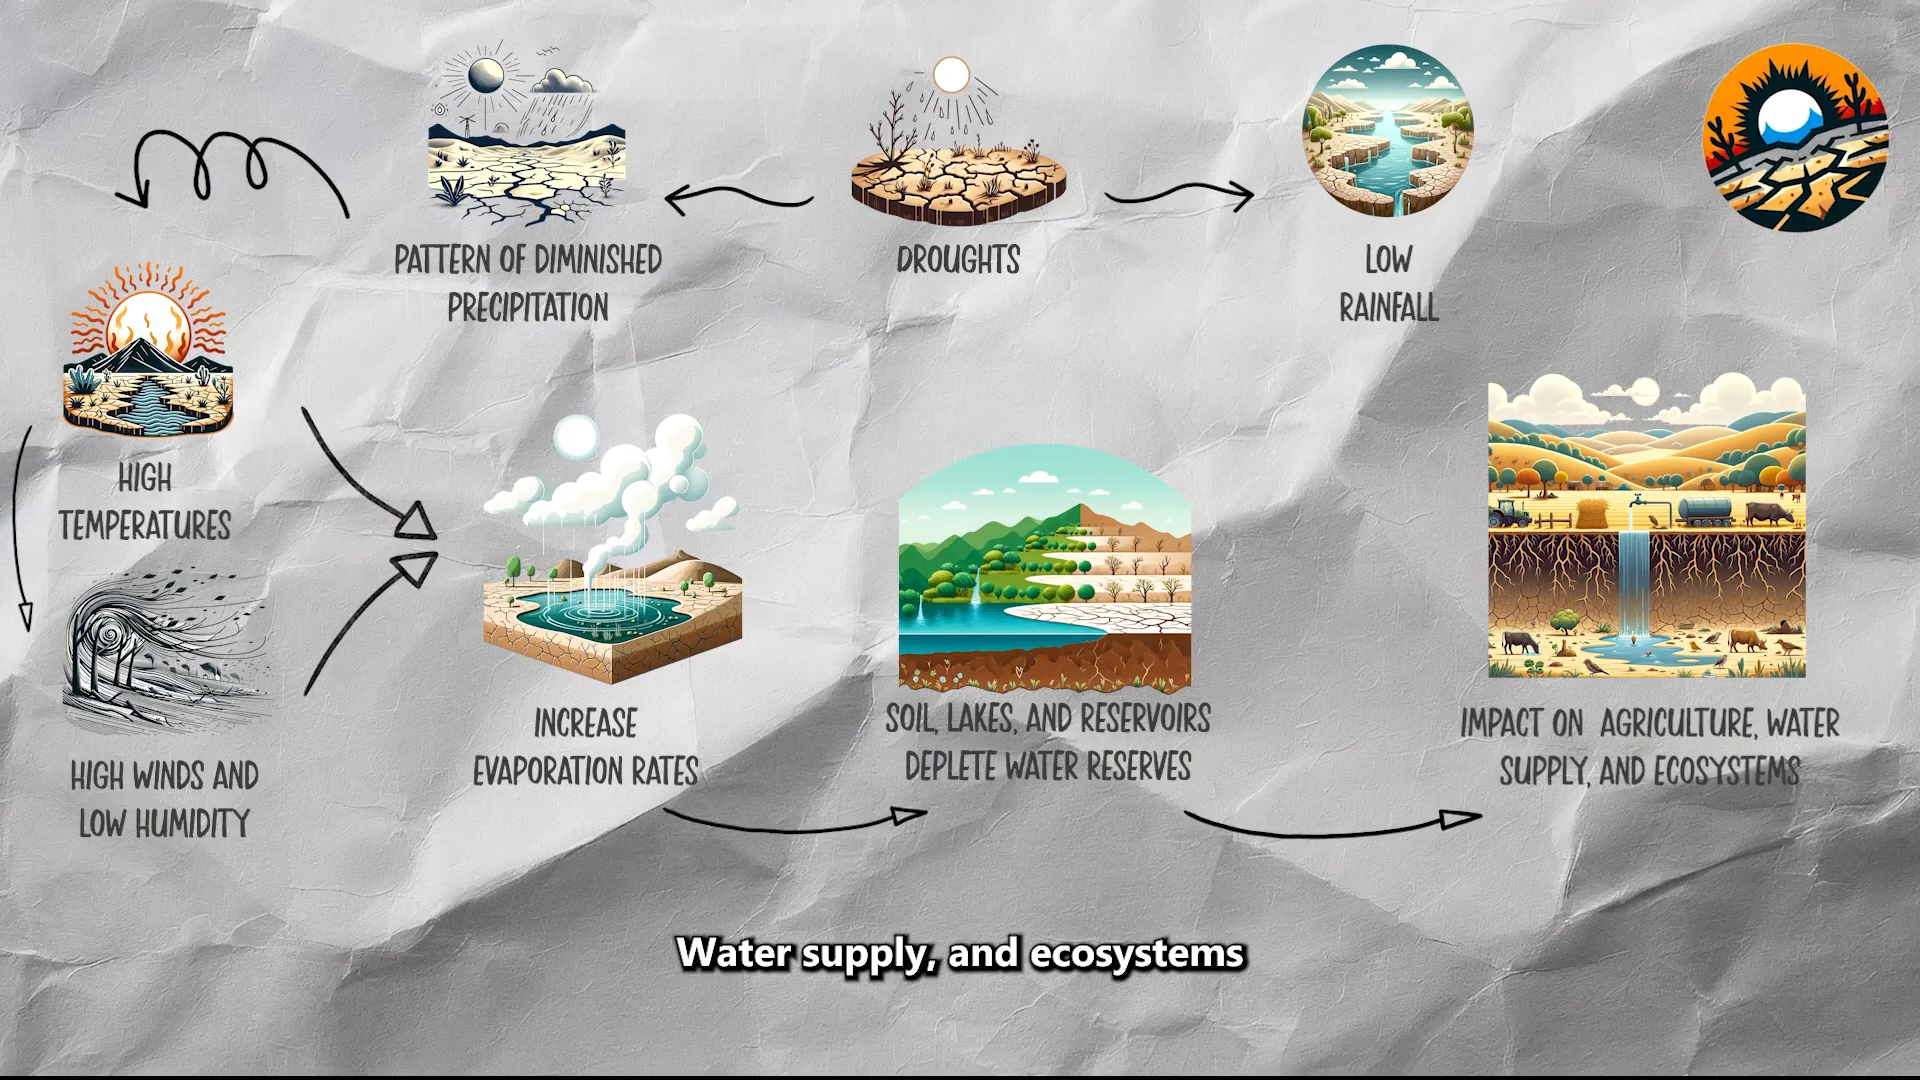 PATTERN OF DIMINISHED
PRECIPITATION
DROUGHTS
LOW
RAINFALL
HIGH
TEMPERATURES
HIGH WINDS AND
LOW HUMIDITY
INCREASE
EVAPORATION RATES
SOIL, LAKES, AND RESERVOIRS
DEPLETE WATER RESERVES
IMPACT ON AGRICULTURE, WATER
SUPPLY, AND ECOSYSTEMS
Water supply, and ecosystems